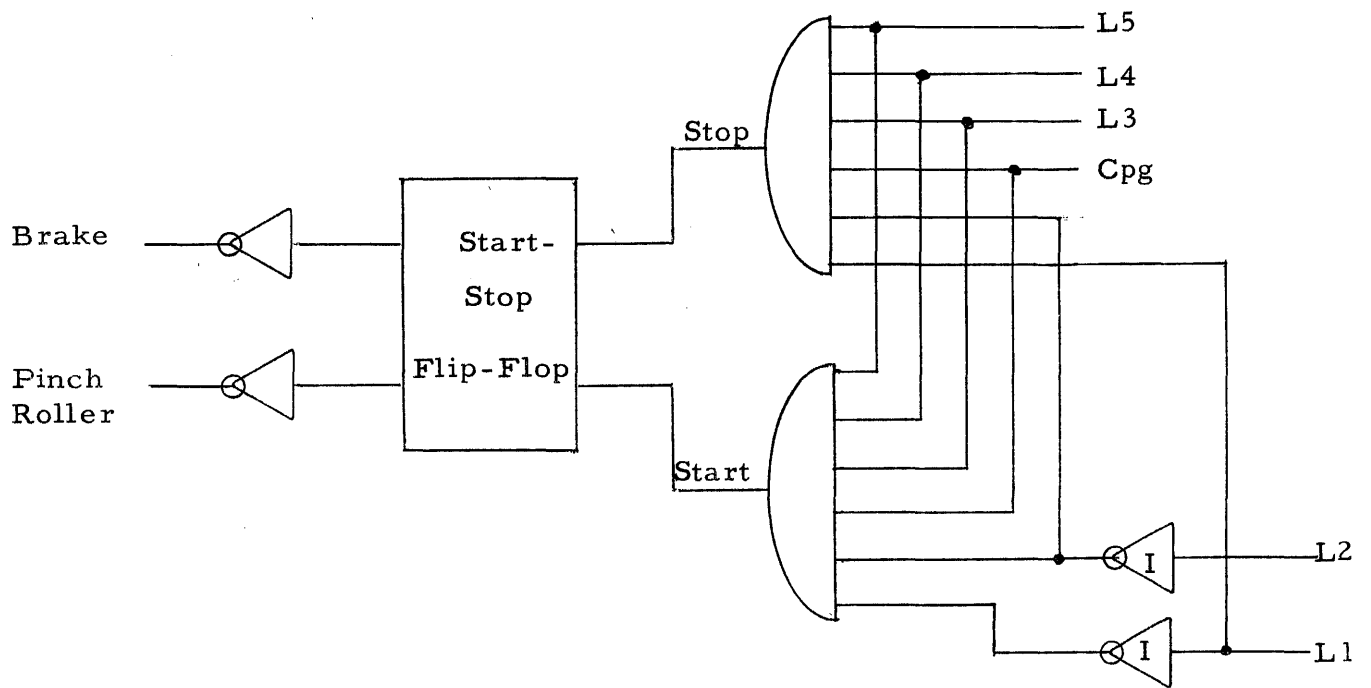 L5
L4
L3
Cpg
Stop
Brake
Start-
Stop
Flip-Flop
Pinch
Roller
Start
I
L2
I
L1